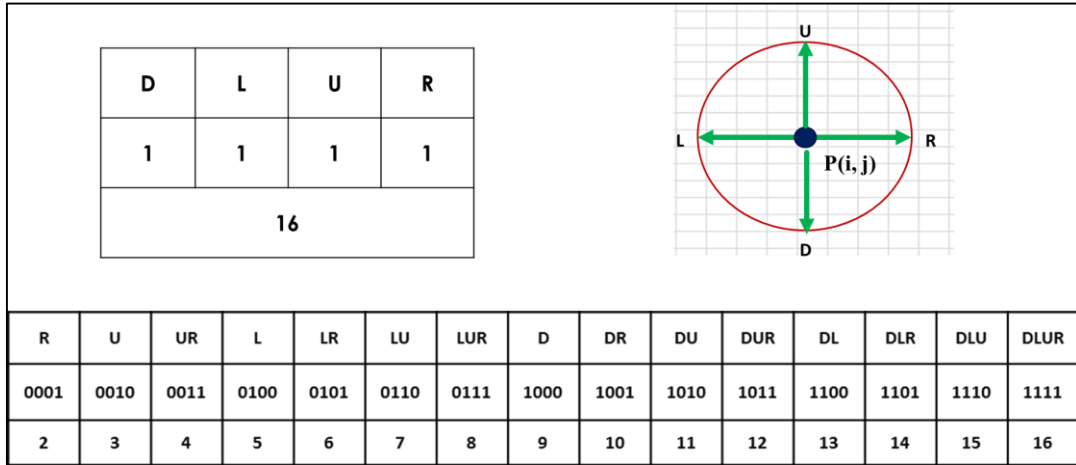 D L U R
1 1 1 1
16
U
L R
P(i, j)
D
R U UR L LR LU LUR D DR DU DUR DL DLR DLU DLUR
0001 0010 0011 0100 0101 0110 0111 1000 1001 1010 1011 1100 1101 1110 1111
2 3 4 5 6 7 8 9 10 11 12 13 14 15 16